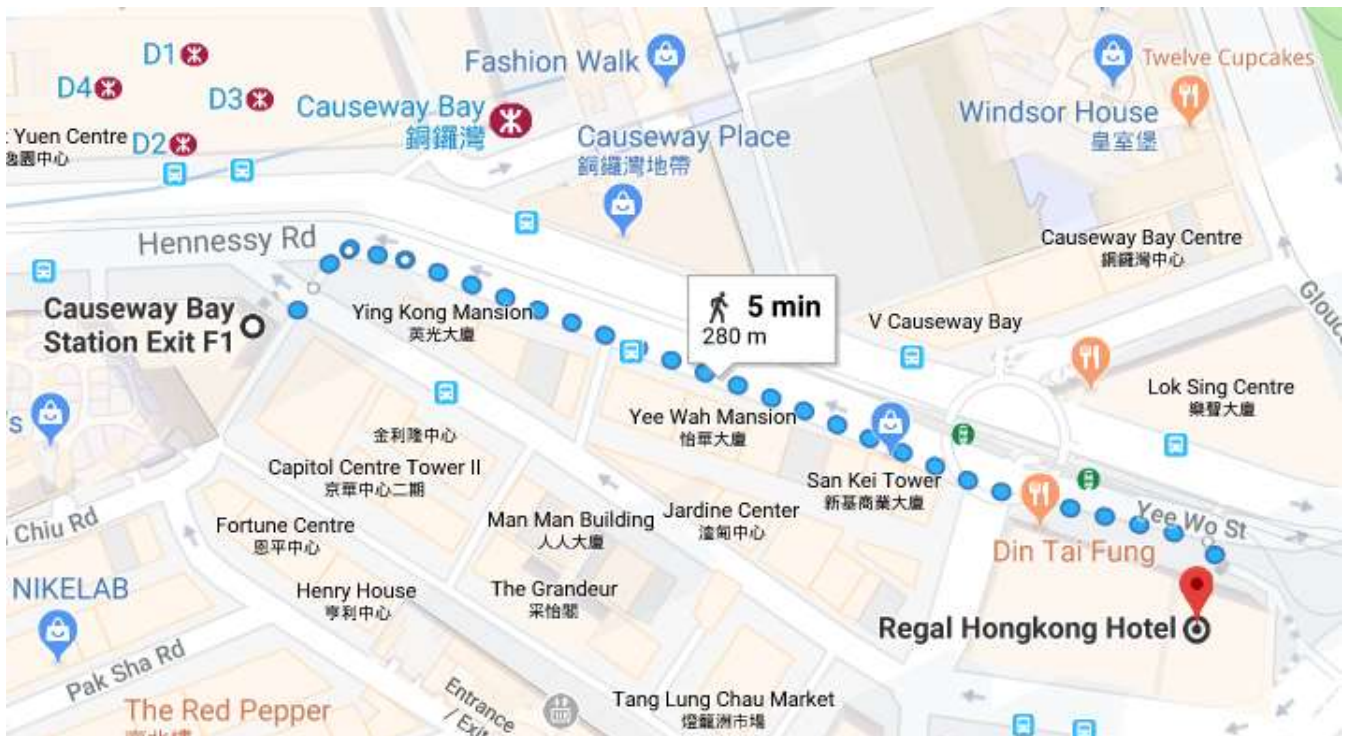 D1
D4
D3
D2
Yuen Centre
Causeway Bay
銅鑼灣
Fashion Walk
Causeway Place
銅鑼灣地帶
Windsor House
皇室堡
Twelve Cupcakes
Causeway Bay Centre
銅鑼灣中心
Hennessy Rd
Causeway Bay
Station Exit F1
Ying Kong Mansion
英光大廈
5 min
280 m
V Causeway Bay
Glouc
Lok Sing Centre
樂聲大廈
Yee Wah Mansion
怡華大廈
金利隆中心
Capitol Centre Tower II
京華中心二期
San Kei Tower
新基商業大廈
Jardine Center
渣甸中心
Man Man Building
人人大廈
Fortune Centre
恩平中心
Chiu Rd
s
Din Tai Fung
Yee Wo St
NIKELAB
Henry House
亨利中心
The Grandeur
采怡閣
Regal Hongkong Hotel
Pak Sha Rd
The Red Pepper
Entrance
/ Exit
Tang Lung Chau Market
燈籠洲市場